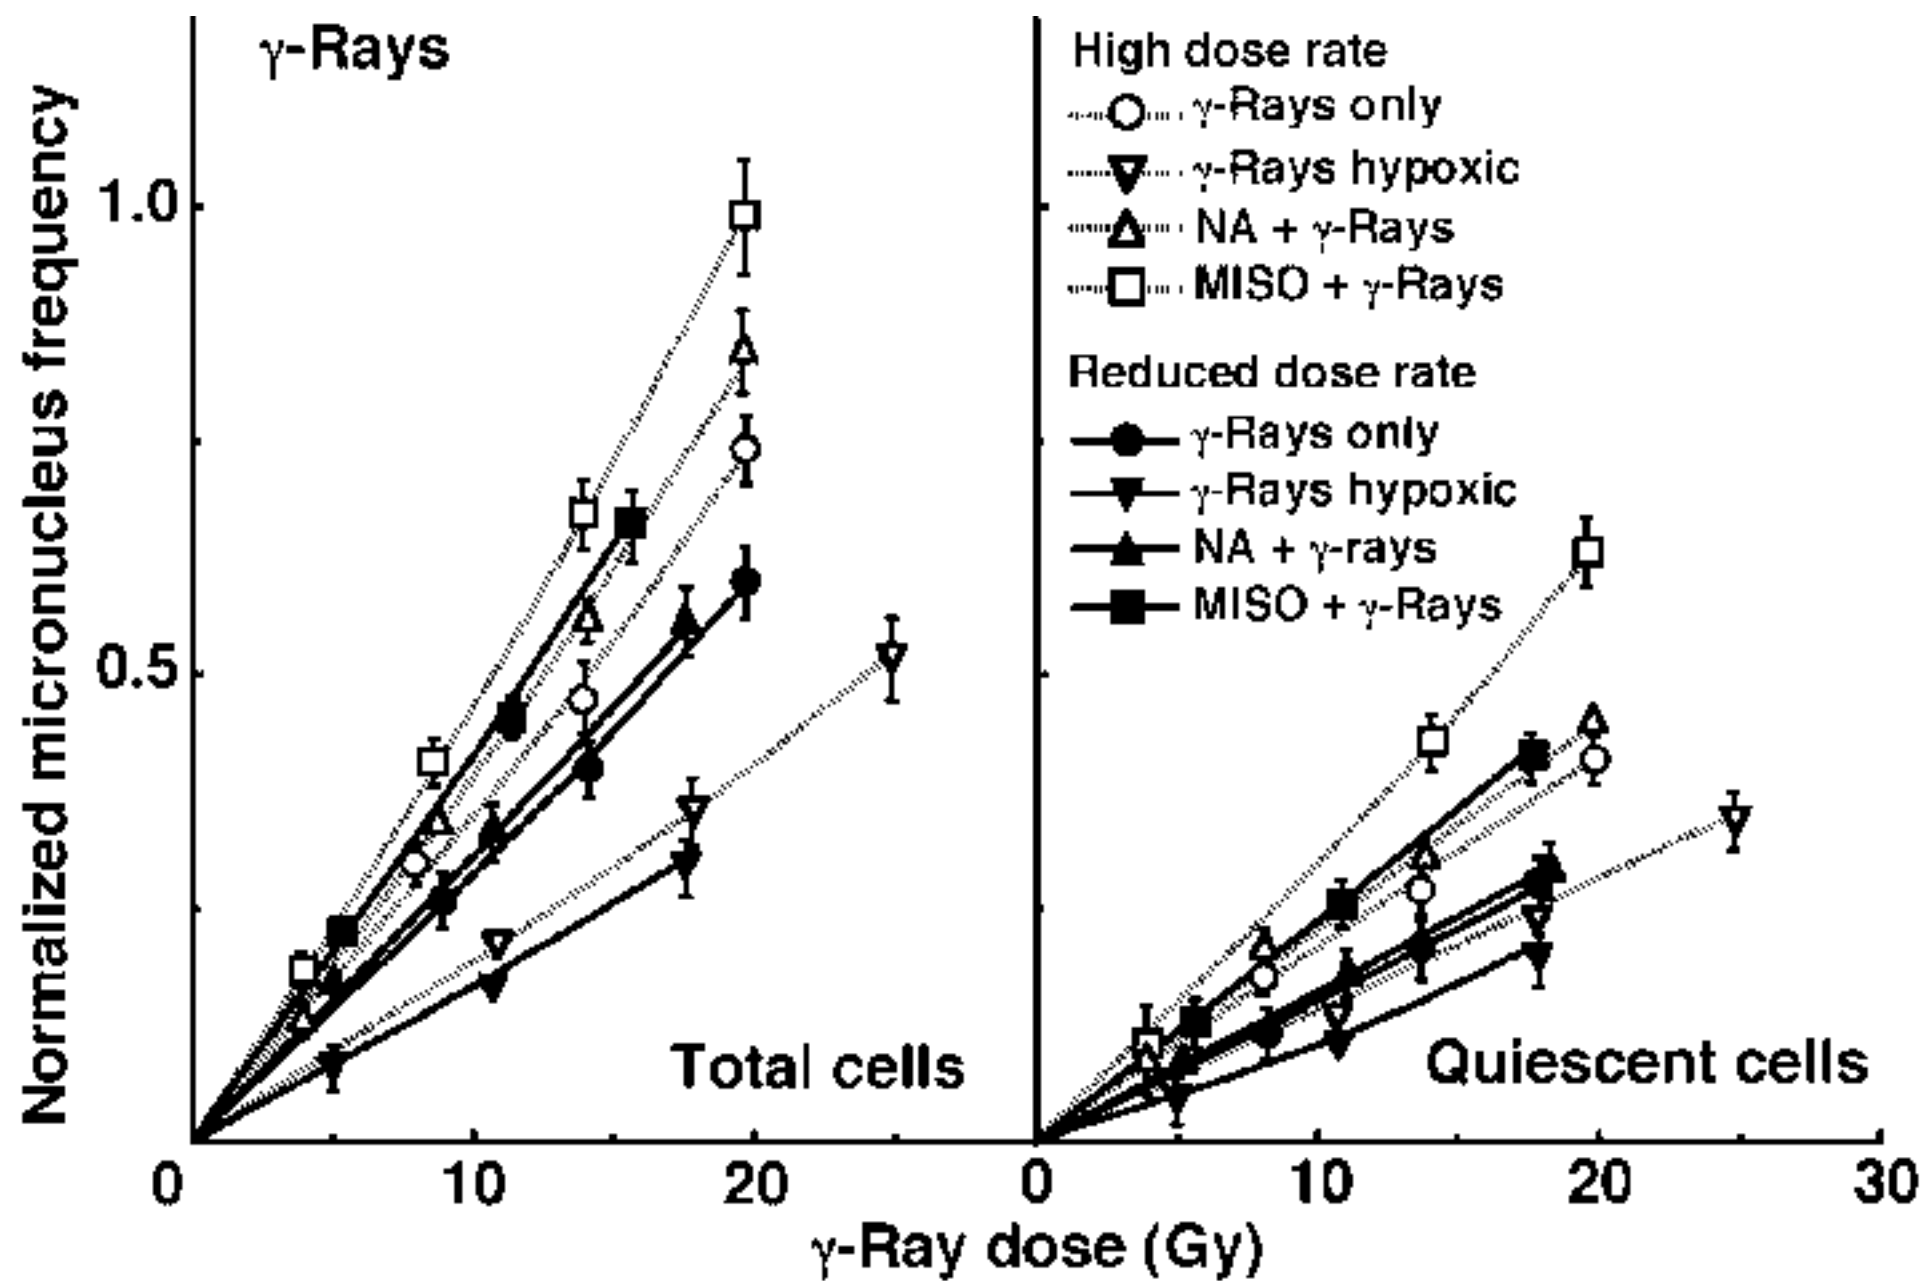 γ-Rays
Normalized micronucleus frequency
1.0
0.5
Total cells
0
10
20
High dose rate
γ-Rays only
γ-Rays hypoxic
NA + γ-Rays
MISO + γ-Rays
Reduced dose rate
γ-Rays only
γ-Rays hypoxic
NA + γ-rays
MISO + γ-Rays
Quiescent cells
0
10
20
30
γ-Ray dose (Gy)